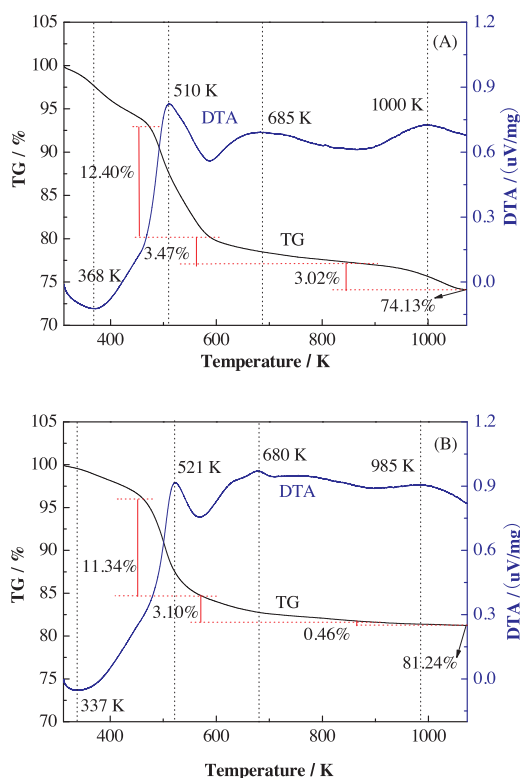 (A)
105
100
95
90
85
80
75
70
TG / %
1.2
0.9
0.6
0.3
0.0
DTA / (uV/mg)
510 K
685 K
1000 K
DTA
12.40%
3.47%
TG
3.02%
368 K
74.13%
400
600
800
1000
Temperature / K
(B)
105
100
95
90
85
80
75
70
TG / %
1.2
0.9
0.6
0.3
0.0
DTA / (uV/mg)
680 K
521 K
985 K
DTA
11.34%
3.10%
TG
0.46%
81.24%
337 K
400
600
800
1000
Temperature / K